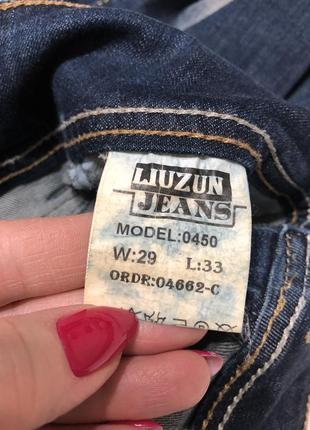 LIUZUN
JEANS
MODEL:0450
W:29 L:33
ORDR:04662-C